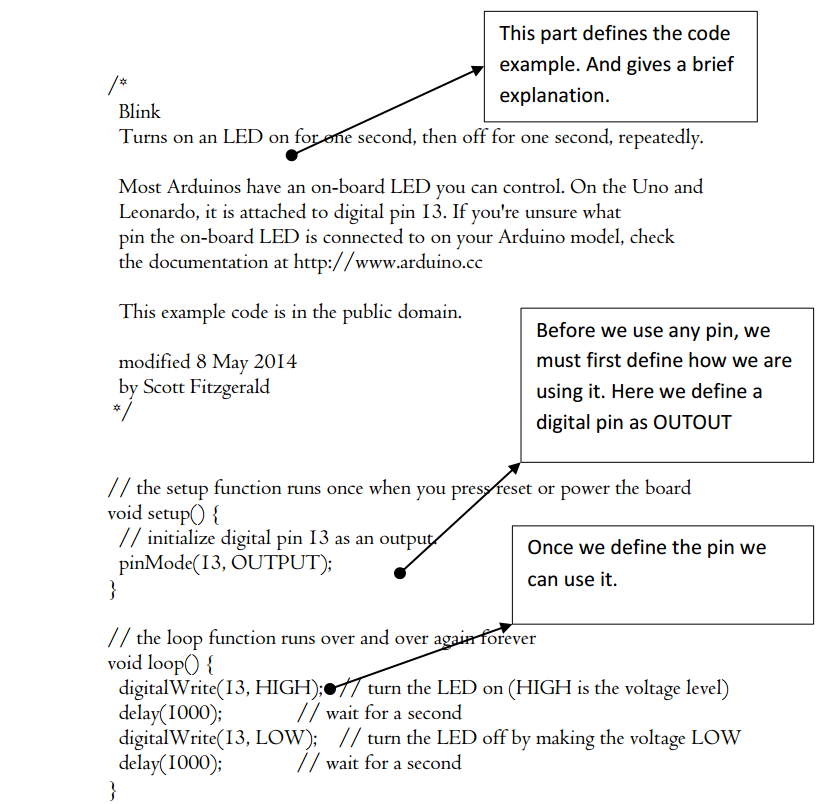 This part defines the code
example. And gives a brief
explanation.
/*
Blink
Turns on an LED on for one second, then off for one second, repeatedly.
Most Arduinos have an on-board LED you can control. On the Uno and
Leonardo, it is attached to digital pin 13. If you're unsure what
pin the on-board LED is connected to on your Arduino model, check
the documentation at http://www.arduino.cc
This example code is in the public domain.
modified 8 May 2014
by Scott Fitzgerald
*/
Before we use any pin, we
must first define how we are
using it. Here we define a
digital pin as OUTOUT
// the setup function runs once when you press reset or power the board
void setup() {
// initialize digital pin 13 as an output.
pinMode(13, OUTPUT);
}
Once we define the pin we
can use it.
// the loop function runs over and over again forever
void loop() {
digitalWrite(13, HIGH); // turn the LED on (HIGH is the voltage level)
delay(1000); // wait for a second
digitalWrite(13, LOW); // turn the LED off by making the voltage LOW
delay(1000); // wait for a second
}